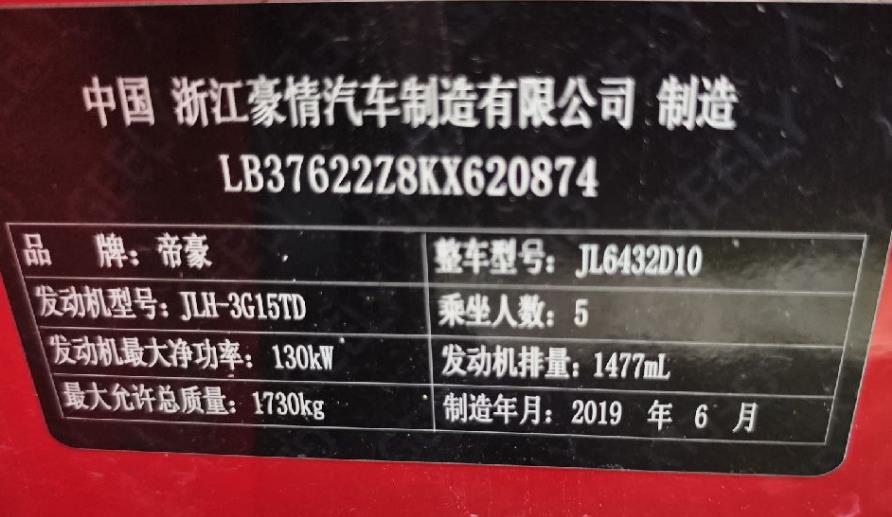 中国 浙江豪情汽车制造有限公司 制造
LB37622Z8KX620874
品 牌：帝豪 整车型号：JL6432D10
发动机型号：JLH-3G15TD 乘坐人数：5
发动机最大净功率：130kW 发动机排量：1477mL
最大允许总质量：1730kg 制造年月：2019 年 6 月